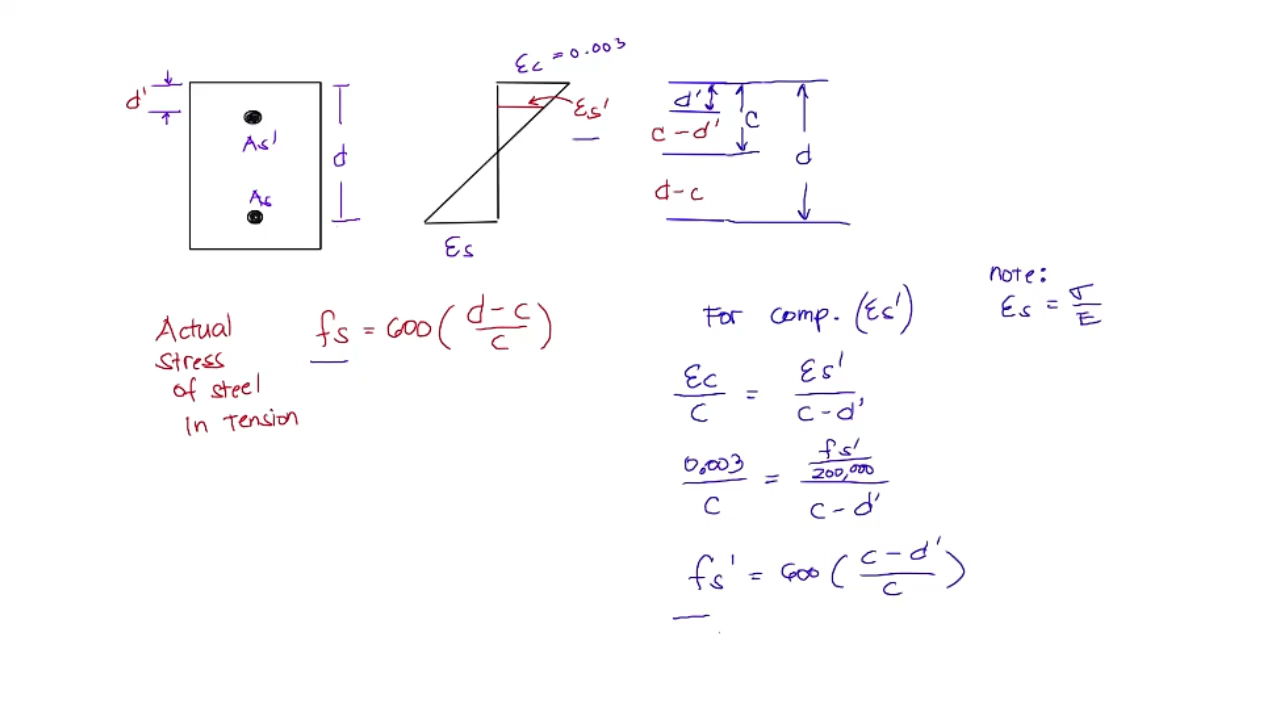 εc = 0.003
d'
As'
d
As
εs'
εs
d'
c
c - d'
d
d - c
note:
εs = σ/E
Actual
stress
of steel
In Tension
fs = 600 ( (d - c)/c )
For comp. (εs')
εc/c = εs'/(c - d')
0.003/c = (fs'/200,000)/(c - d')
fs' = 600 ( (c - d')/c )